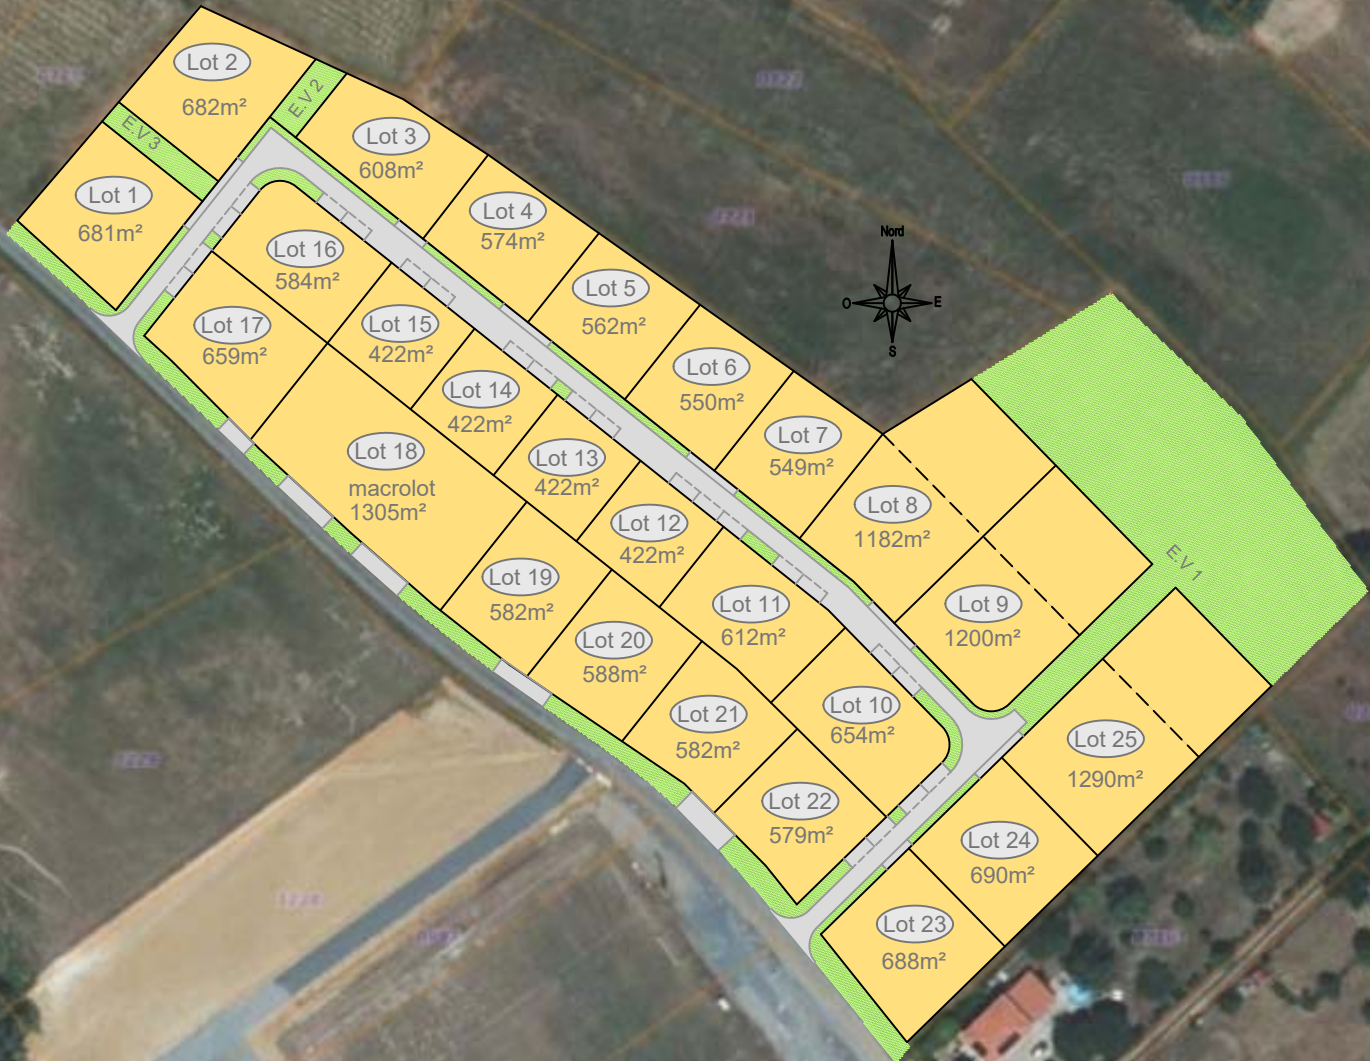 Lot 2
682m²
E.V 2
E.V 3
Lot 3
608m²
Lot 1
681m²
Lot 4
574m²
Nord
O
E
S
Lot 16
584m²
Lot 5
562m²
Lot 17
659m²
Lot 15
422m²
Lot 6
550m²
Lot 14
422m²
Lot 7
549m²
Lot 18
macrolot
1305m²
Lot 13
422m²
Lot 8
1182m²
Lot 12
422m²
E.V 1
Lot 19
582m²
Lot 9
1200m²
Lot 11
612m²
Lot 20
588m²
Lot 10
654m²
Lot 21
582m²
Lot 25
1290m²
Lot 22
579m²
Lot 24
690m²
Lot 23
688m²